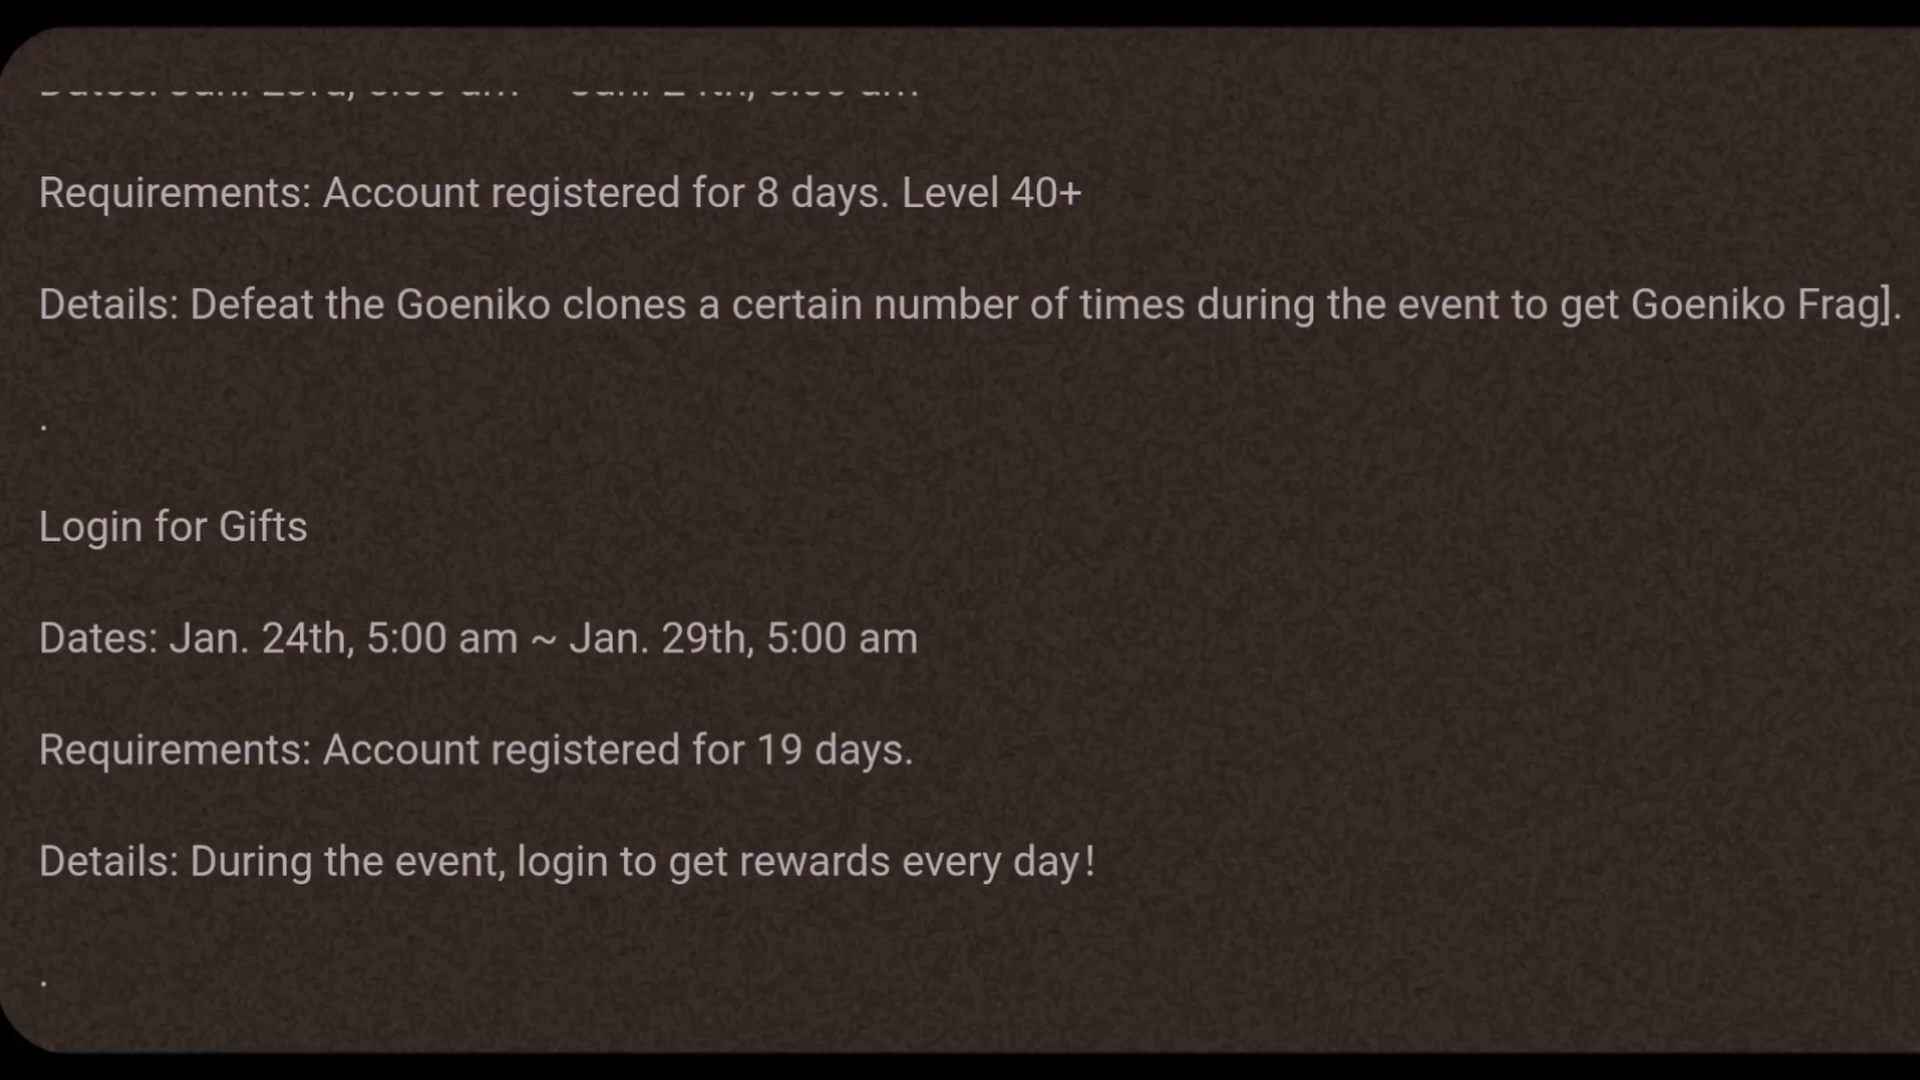 Requirements: Account registered for 8 days. Level 40+
Details: Defeat the Goeniko clones a certain number of times during the event to get Goeniko Frag].
.
Login for Gifts
Dates: Jan. 24th, 5:00 am ~ Jan. 29th, 5:00 am
Requirements: Account registered for 19 days.
Details: During the event, login to get rewards every day!
.